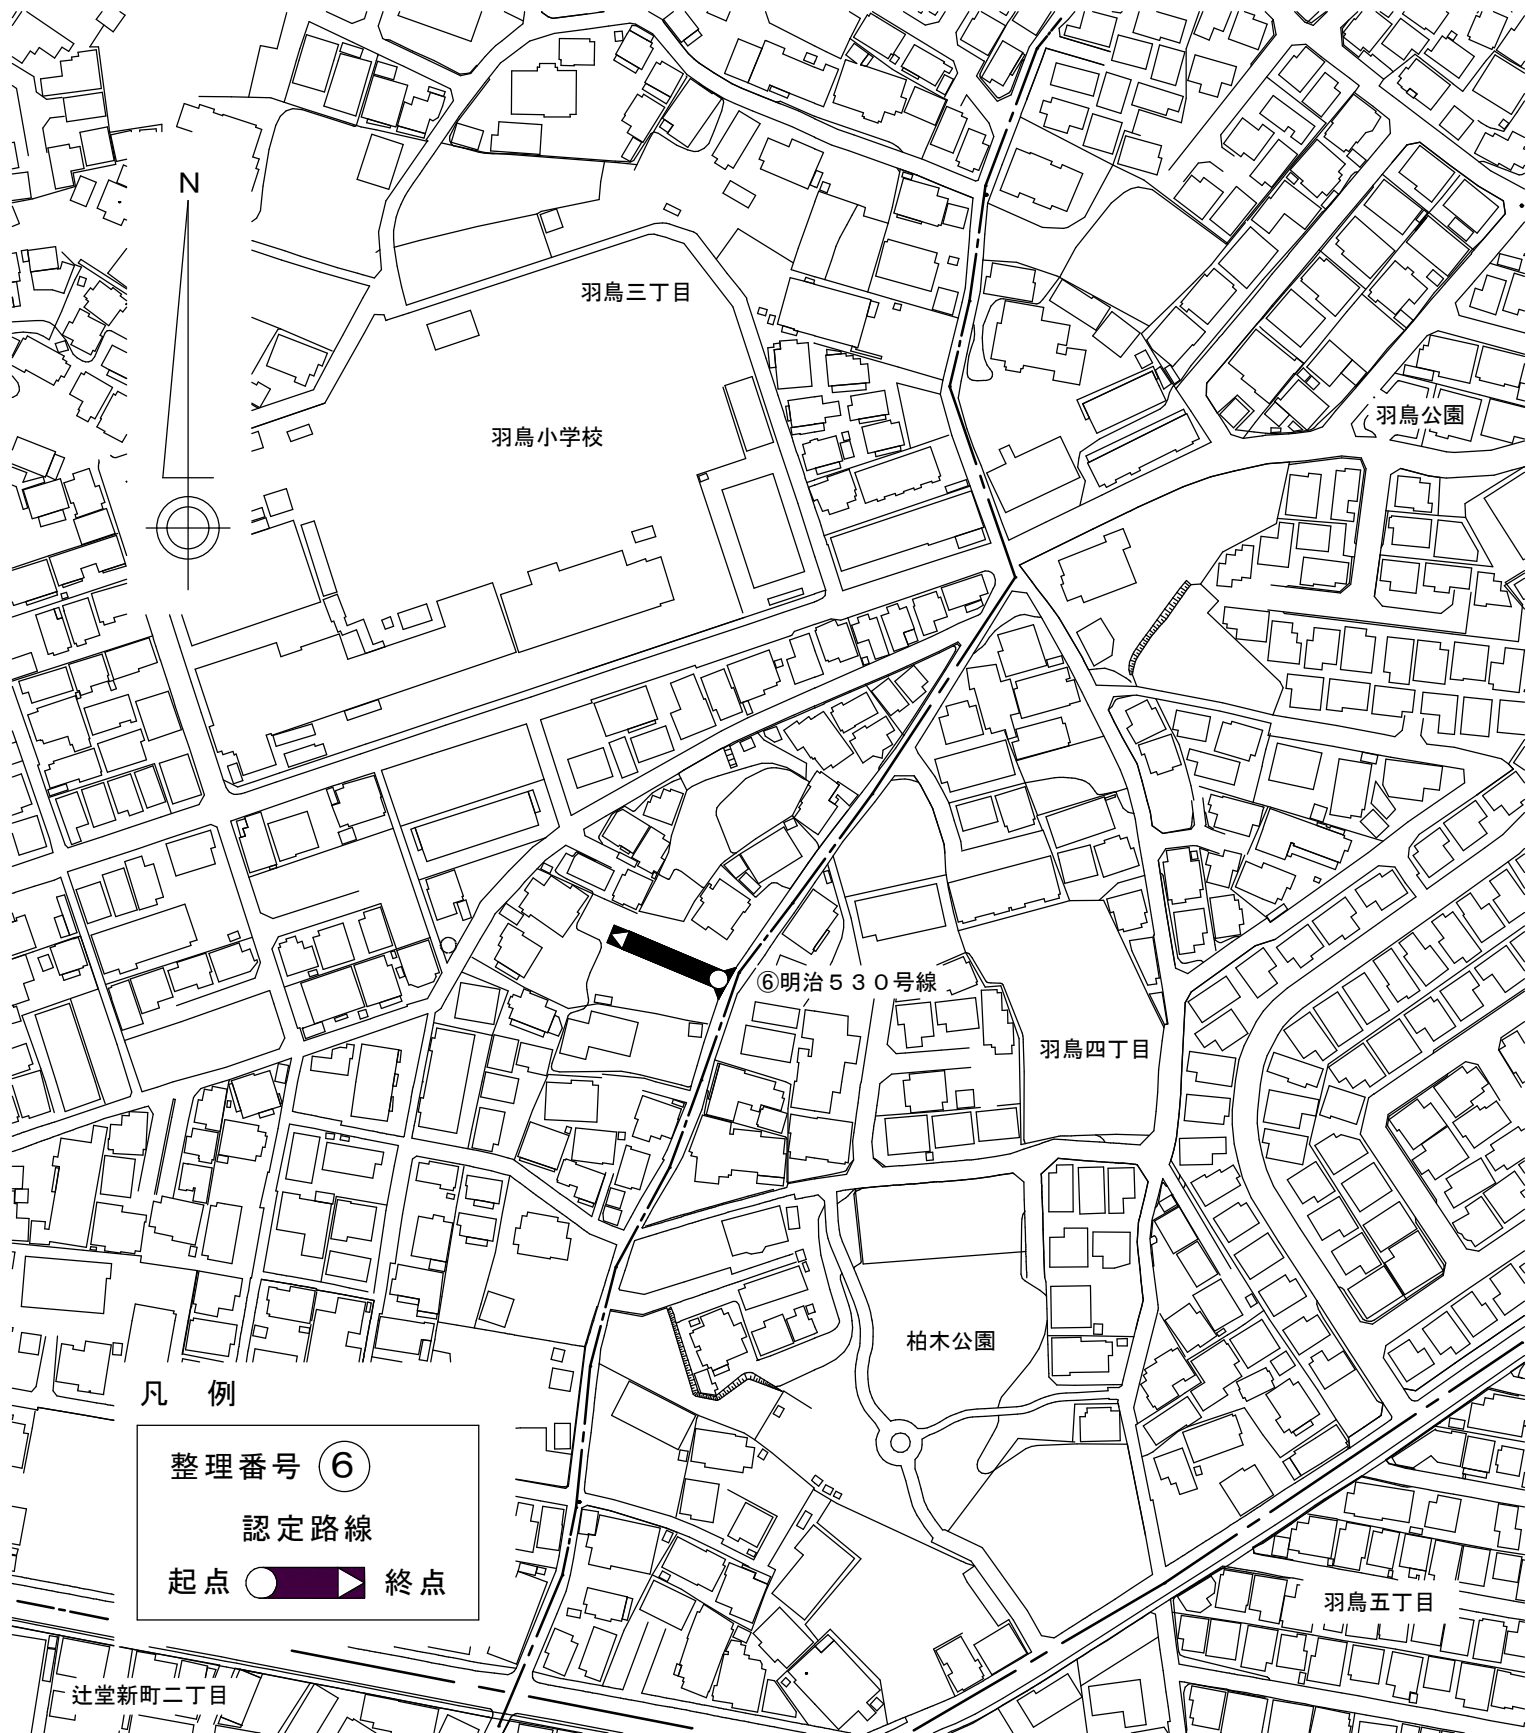 N
羽鳥三丁目
羽鳥公園
羽鳥小学校
⑥明治５３０号線
羽鳥四丁目
柏木公園
凡 例
整理番号 ⑥
認定路線
起点 終点
羽鳥五丁目
辻堂新町二丁目